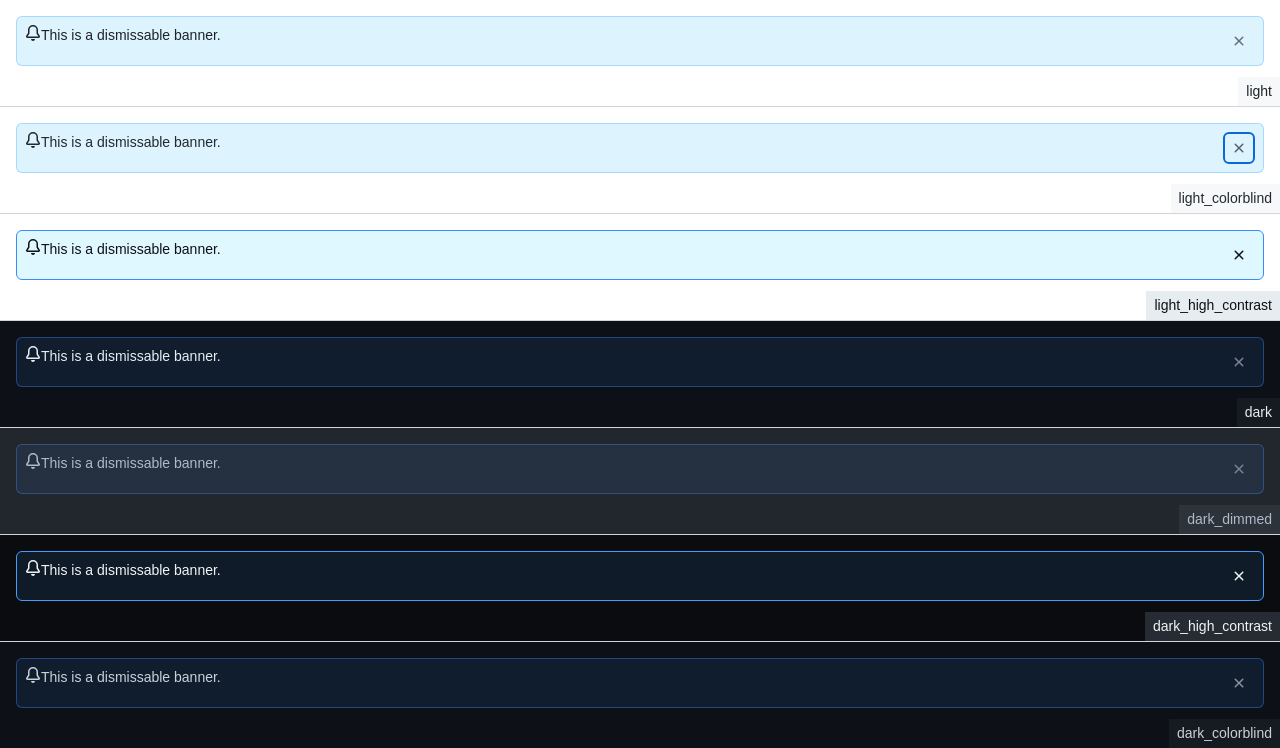 This is a dismissable banner.
light
This is a dismissable banner.
light_colorblind
This is a dismissable banner.
light_high_contrast
This is a dismissable banner.
dark
This is a dismissable banner.
dark_dimmed
This is a dismissable banner.
dark_high_contrast
This is a dismissable banner.
dark_colorblind